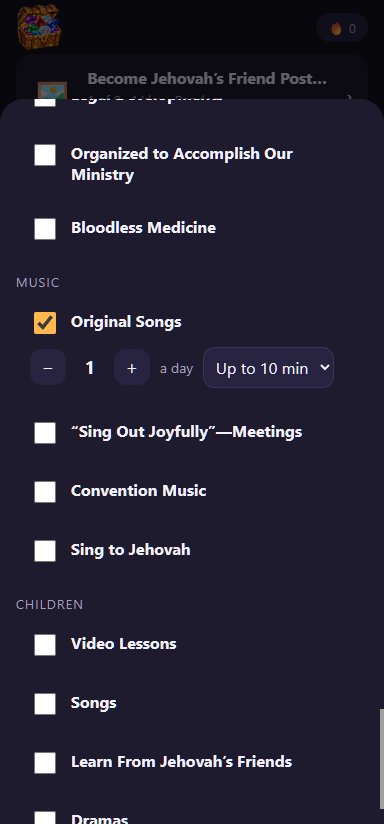 0
Become Jehovah's Friend Post...
Organized to Accomplish Our
Ministry
Bloodless Medicine
MUSIC
Original Songs
− 1 + a day Up to 10 min
“Sing Out Joyfully”—Meetings
Convention Music
Sing to Jehovah
CHILDREN
Video Lessons
Songs
Learn From Jehovah's Friends
Dramas